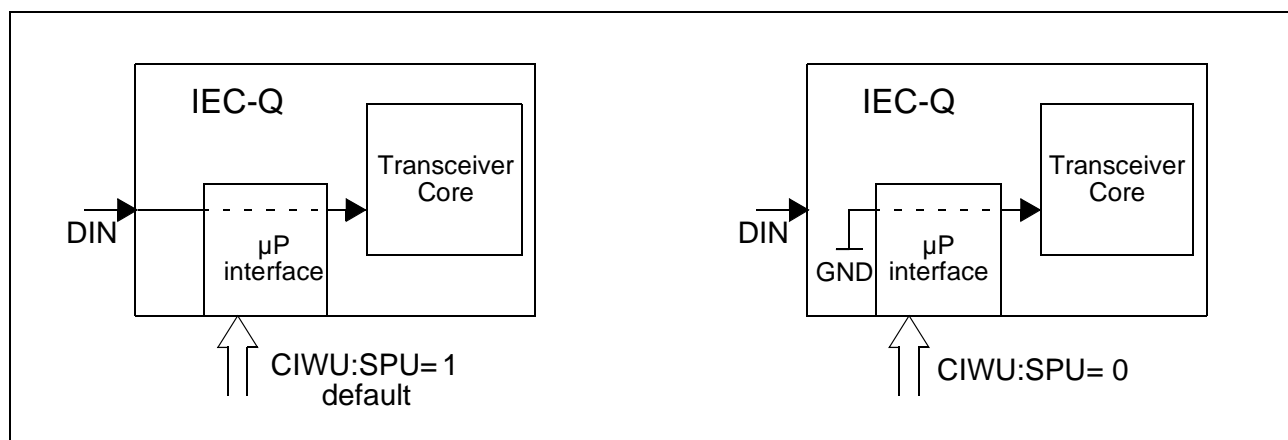 IEC-Q
Transceiver
Core
DIN
µP
interface
CIWU:SPU= 1
default
IEC-Q
Transceiver
Core
DIN
GND
µP
interface
CIWU:SPU= 0